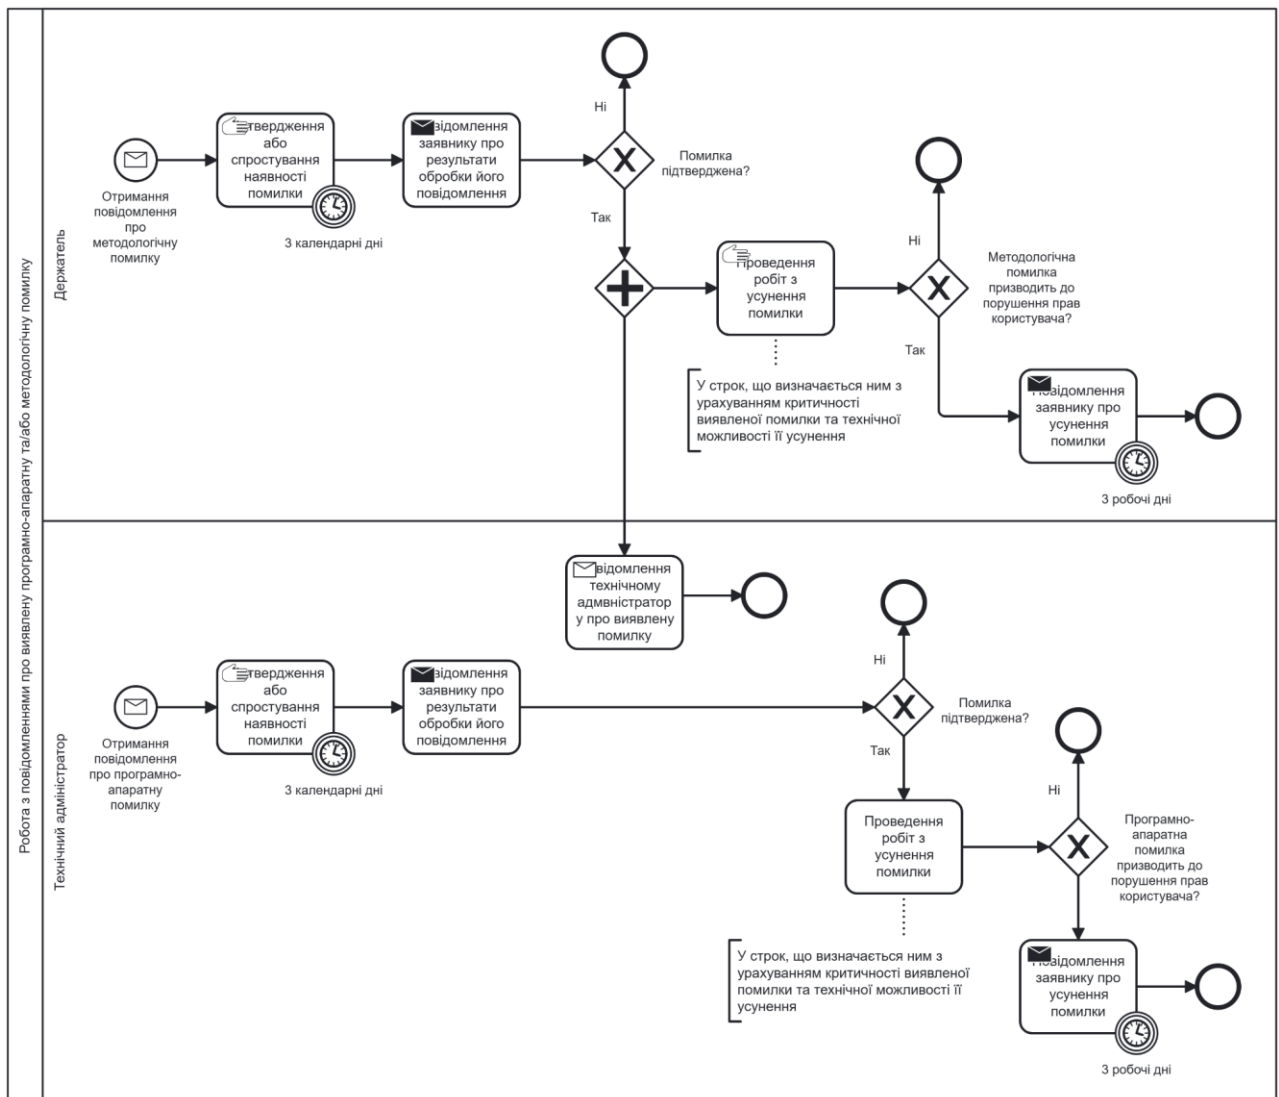 Робота з повідомленнями про виявлену програмно-апаратну та/або методологічну помилку
Держатель
Ні
твердження
або
спростування
наявності
помилки
відомлення
заявнику про
результати
обробки його
повідомлення
Помилка
підтверджена?
Отримання
повідомлення
про
методологічну
помилку
3 календарні дні
Так
Ні
Проведення
робіт з
усунення
помилки
Методологічна
помилка
призводить до
порушення прав
користувача?
Так
У строк, що визначається ним з
урахуванням критичності
виявленої помилки та технічної
можливості її усунення
Повідомлення
заявнику про
усунення
помилки
3 робочі дні
Технічний адміністратор
відомлення
технічному
адмвністратор
у про виявлену
помилку
Ні
твердження
або
спростування
наявності
помилки
відомлення
заявнику про
результати
обробки його
повідомлення
Помилка
підтверджена?
Отримання
повідомлення
про програмно-
апаратну
помилку
3 календарні дні
Так
Ні
Проведення
робіт з
усунення
помилки
Програмно-
апаратна
помилка
призводить до
порушення прав
користувача?
У строк, що визначається ним з
урахуванням критичності виявленої
помилки та технічної можливості її
усунення
Повідомлення
заявнику про
усунення
помилки
3 робочі дні